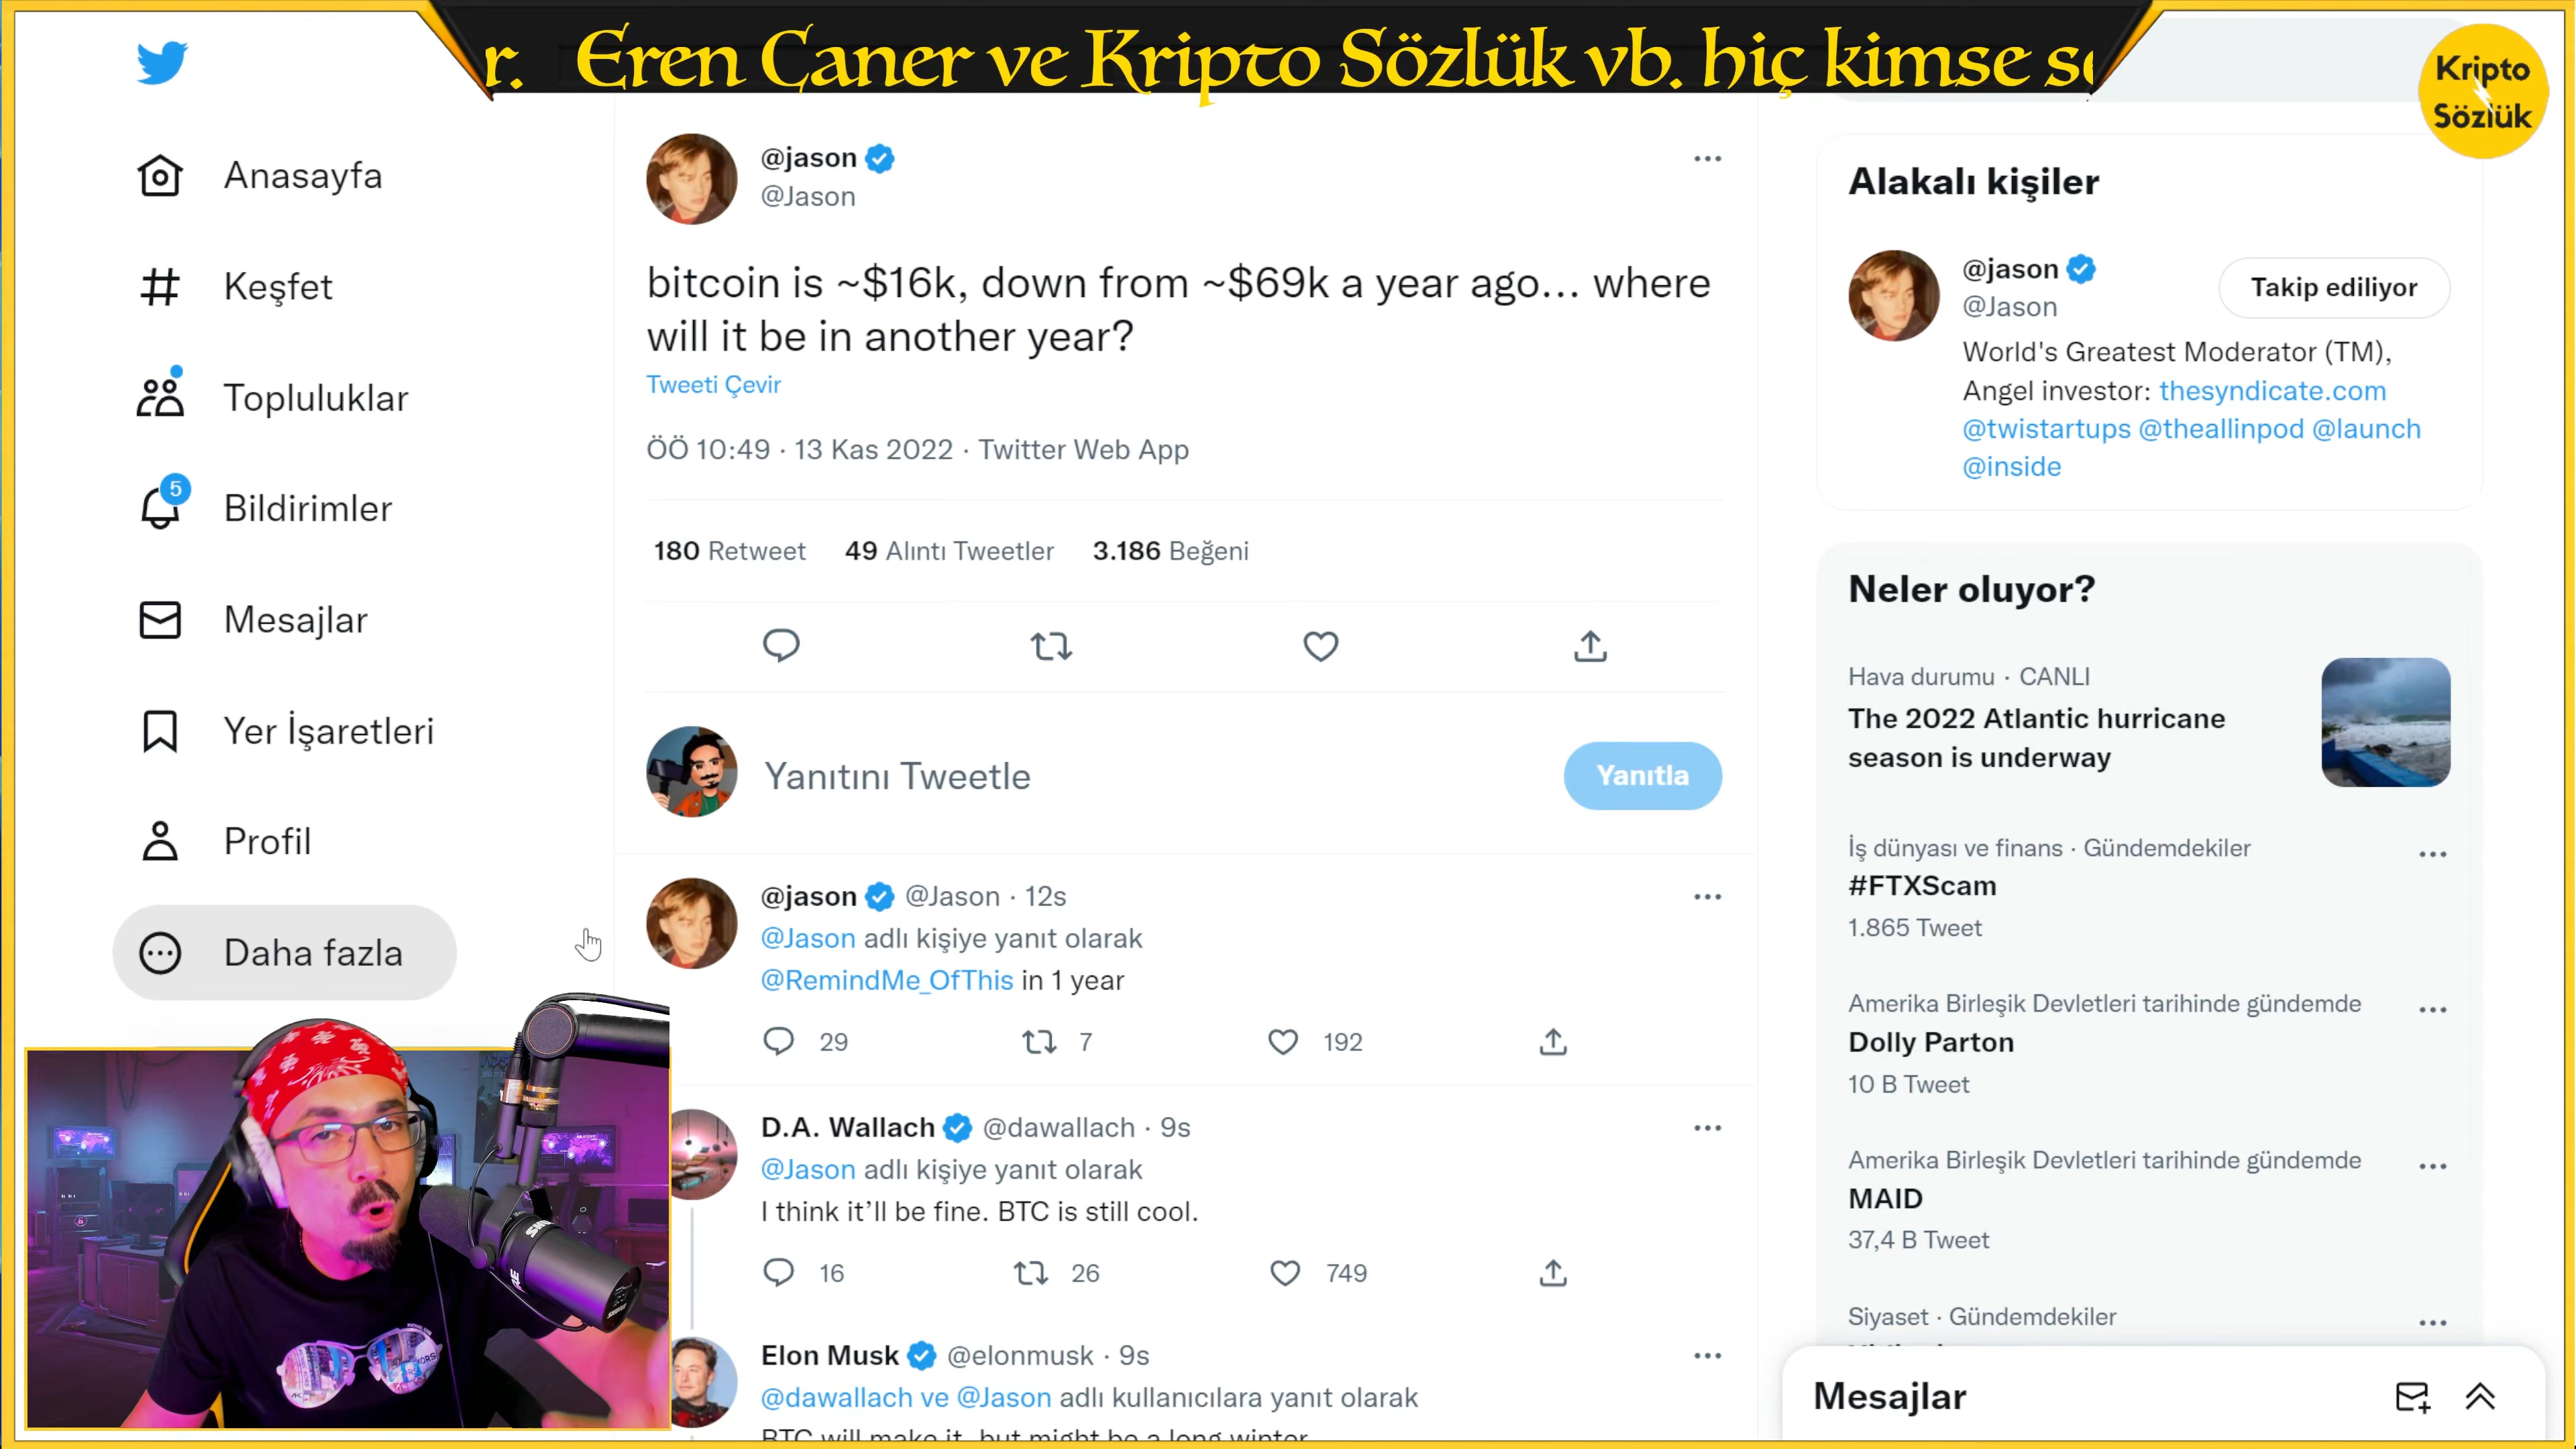 r. Eren Caner ve Kripto Sözlük vb. hiç kimse
Kripto
Sözlük
Anasayfa
Keşfet
Topluluklar
5
Bildirimler
Mesajlar
Yer İşaretleri
Profil
Daha fazla
@jason
@Jason
bitcoin is ~$16k, down from ~$69k a year ago... where
will it be in another year?
Tweeti Çevir
ÖÖ 10:49 · 13 Kas 2022 · Twitter Web App
180 Retweet 49 Alıntı Tweetler 3.186 Beğeni
Yanıtını Tweetle
Yanıtla
@jason @Jason · 12s
@Jason adlı kişiye yanıt olarak
@RemindMe_OfThis in 1 year
29 7 192
D.A. Wallach @dawallach · 9s
@Jason adlı kişiye yanıt olarak
I think it'll be fine. BTC is still cool.
16 26 749
Elon Musk @elonmusk · 9s
@dawallach ve @Jason adlı kullanıcılara yanıt olarak
BTC will make it, but might be a long winter
Alakalı kişiler
@jason
@Jason
Takip ediliyor
World's Greatest Moderator (TM),
Angel investor: thesyndicate.com
@twistartups @theallinpod @launch
@inside
Neler oluyor?
Hava durumu · CANLI
The 2022 Atlantic hurricane
season is underway
İş dünyası ve finans · Gündemdekiler
#FTXScam
1.865 Tweet
Amerika Birleşik Devletleri tarihinde gündemde
Dolly Parton
10 B Tweet
Amerika Birleşik Devletleri tarihinde gündemde
MAID
37,4 B Tweet
Siyaset · Gündemdekiler
Mesajlar